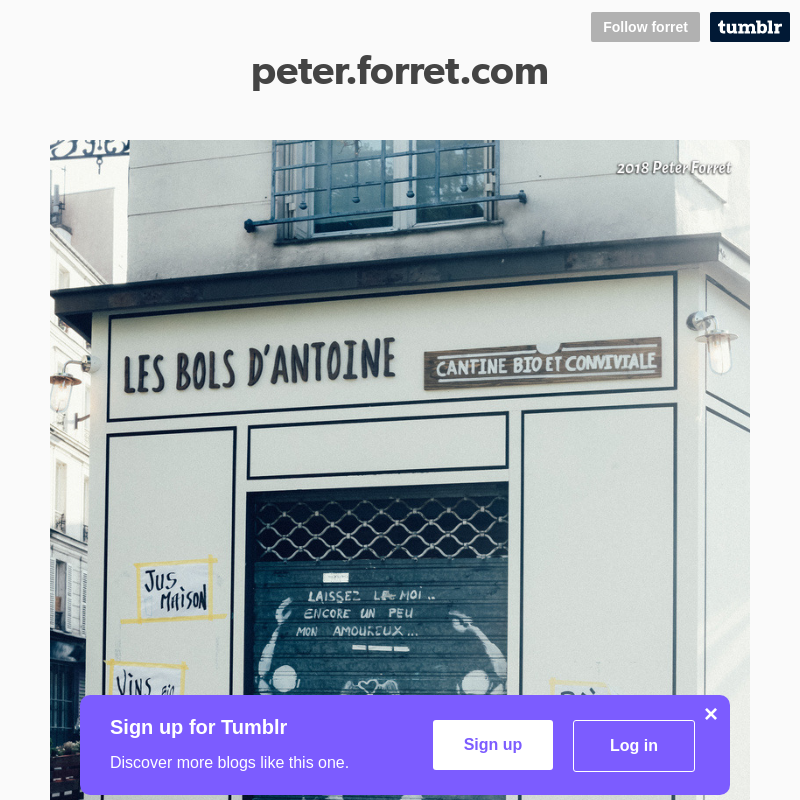 Follow forret
tumblr
peter.forret.com
2018 Peter Forret
LES BOLS D'ANTOINE
CANTINE BIO ET CONVIVIALE
JUS
MAISON
LAISSEZ LE MOI ..
ENCORE UN PEU
MON AMOUREUX ...
VINS BIO
Sign up for Tumblr
Discover more blogs like this one.
Sign up
Log in